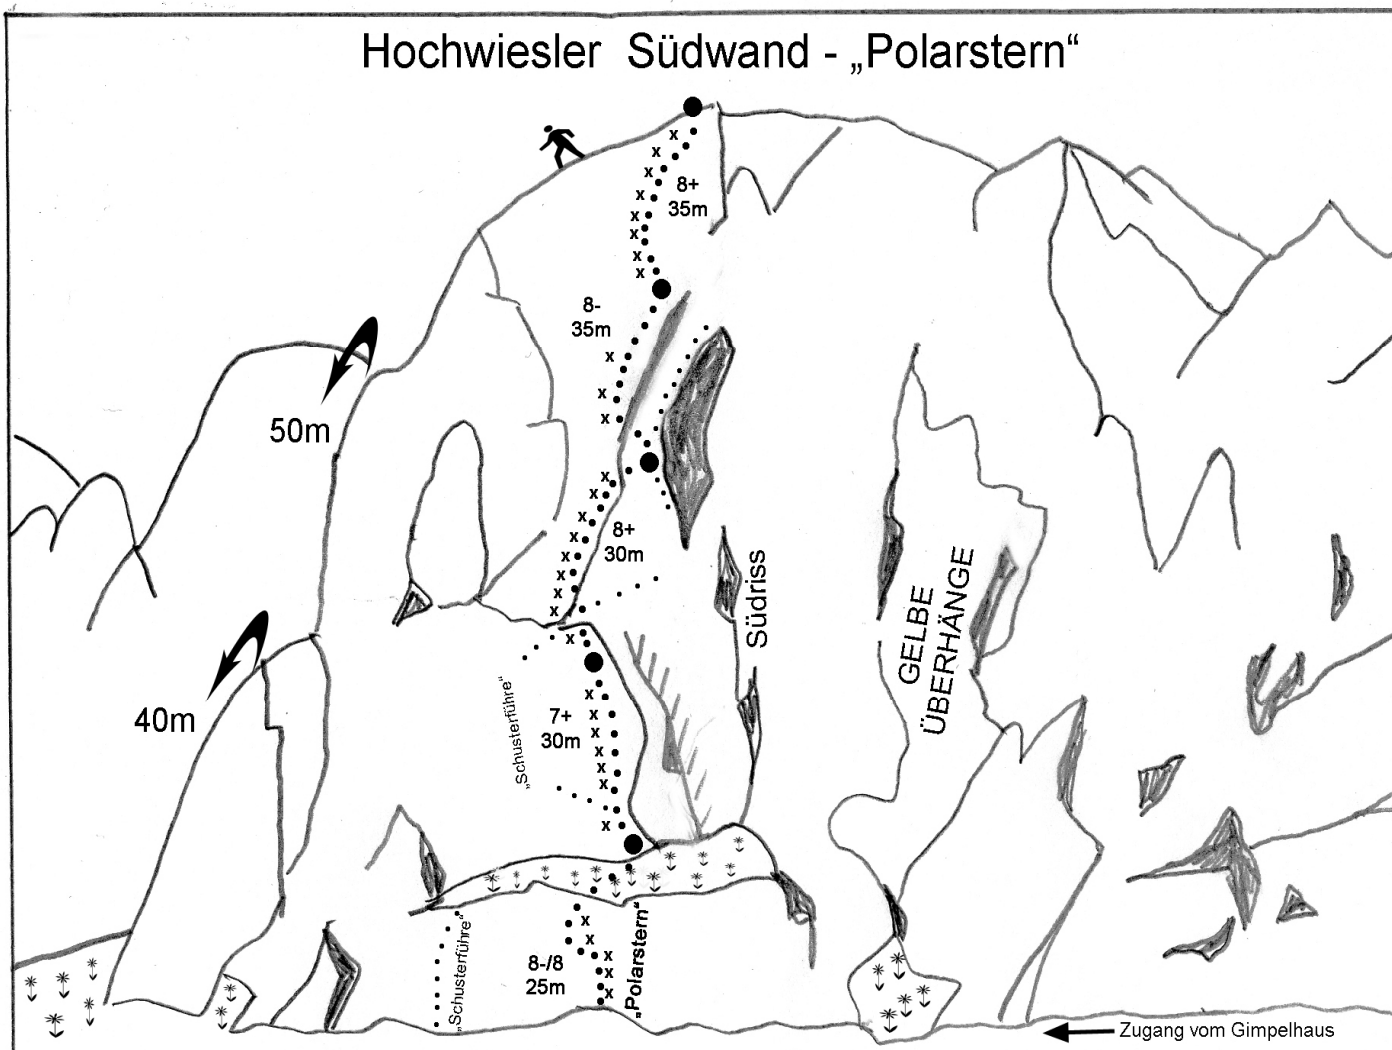 Hochwiesler Südwand - „Polarstern“
8+
35m
8-
35m
50m
8+
30m
Südriss
GELBE
ÜBERHÄNGE
40m
„Schusterführe“
7+
30m
„Schusterführe“
8-/8
25m
„Polarstern“
Zugang vom Gimpelhaus